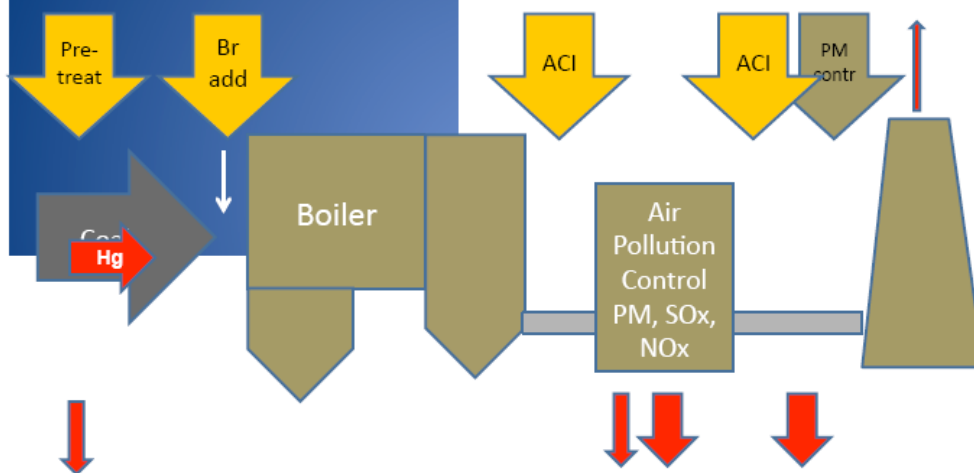 Pre-
treat
Br
add
ACI
ACI
PM
contr
Hg
Boiler
Air
Pollution
Control
PM, SOx,
NOx